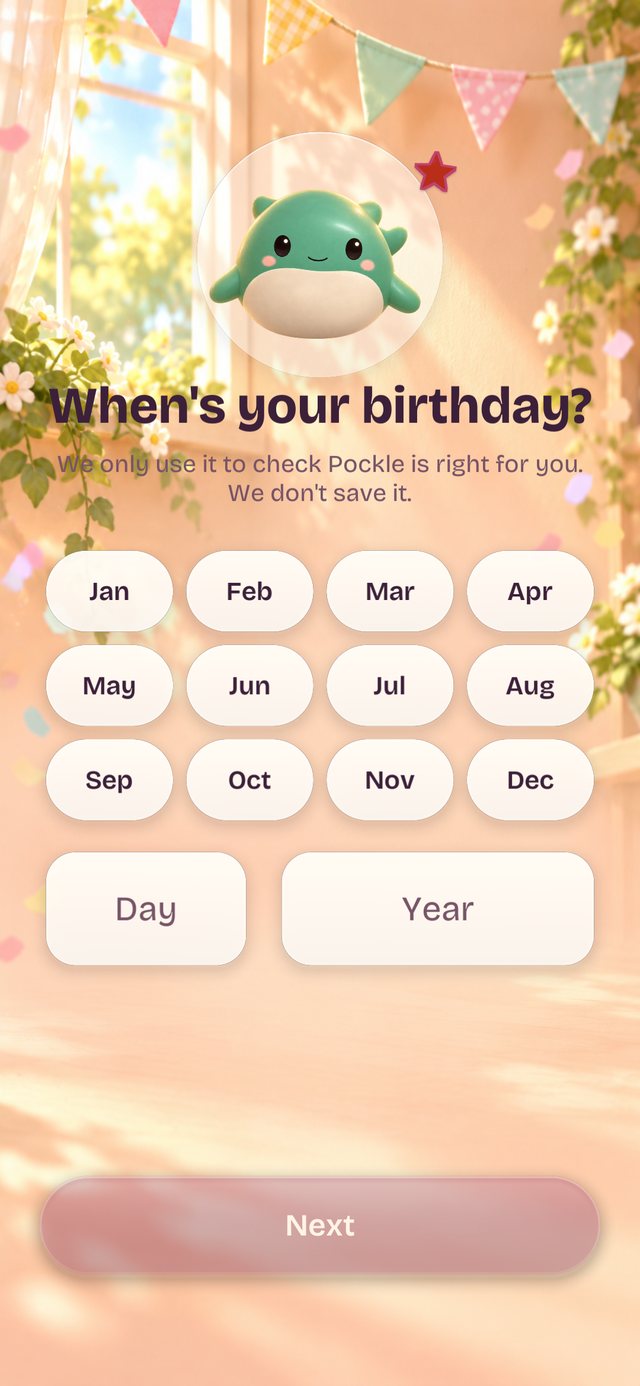 When's your birthday?
We only use it to check Pockle is right for you.
We don't save it.
Jan Feb Mar Apr
May Jun Jul Aug
Sep Oct Nov Dec
Day Year
Next